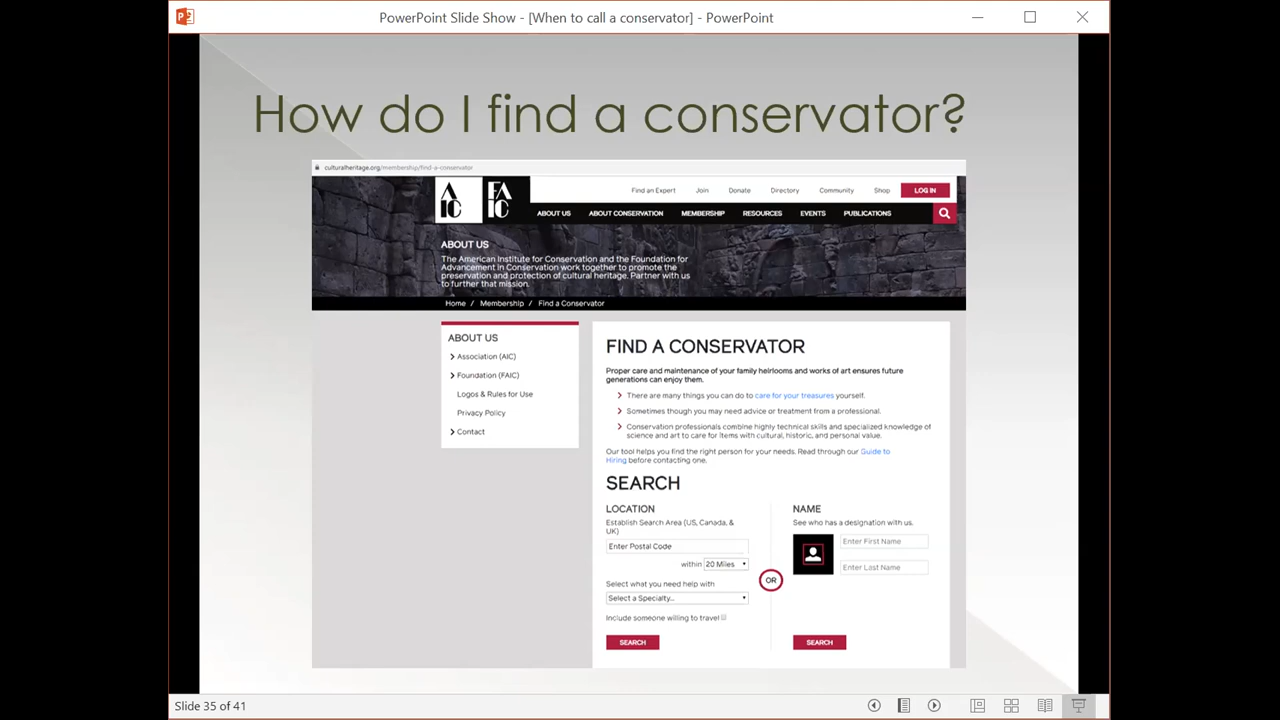 PowerPoint Slide Show - [When to call a conservator] - PowerPoint
How do I find a conservator?
culturalheritage.org/membership/find-a-conservator
Find an Expert Join Donate Directory Community Shop LOG IN
AIC FAIC
ABOUT US ABOUT CONSERVATION MEMBERSHIP RESOURCES EVENTS PUBLICATIONS
ABOUT US
The American Institute for Conservation and the Foundation for
Advancement in Conservation work together to promote the
preservation and protection of cultural heritage. Partner with us
to further that mission.
Home / Membership / Find a Conservator
ABOUT US
Association (AIC)
Foundation (FAIC)
Logos & Rules for Use
Privacy Policy
Contact
FIND A CONSERVATOR
Proper care and maintenance of your family heirlooms and works of art ensures future
generations can enjoy them.
There are many things you can do to care for your treasures yourself.
Sometimes though you may need advice or treatment from a professional.
Conservation professionals combine highly technical skills and specialized knowledge of
science and art to care for items with cultural, historic, and personal value.
Our tool helps you find the right person for your needs. Read through our Guide to
Hiring before contacting one.
SEARCH
LOCATION
Establish Search Area (US, Canada, &
UK)
Enter Postal Code
within 20 Miles
Select what you need help with
Select a Specialty...
Include someone willing to travel
SEARCH
OR
NAME
See who has a designation with us.
Enter First Name
Enter Last Name
SEARCH
Slide 35 of 41